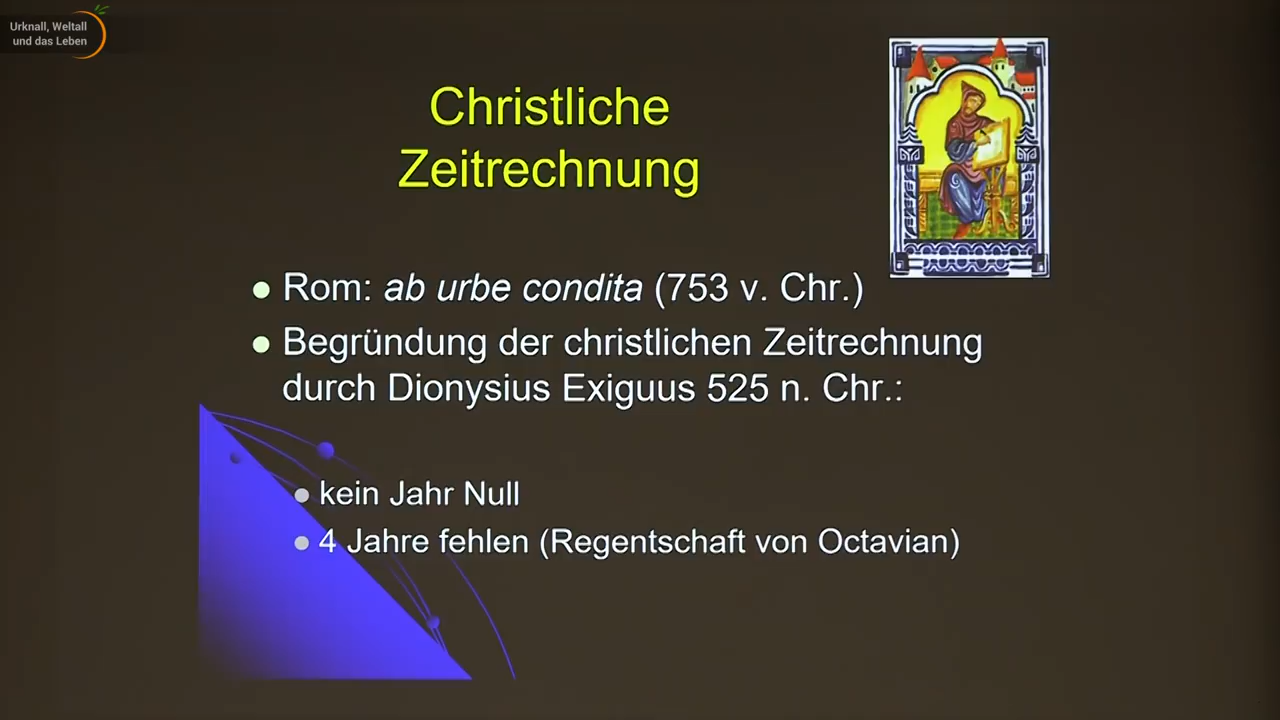 Urknall, Weltall
und das Leben
Christliche
Zeitrechnung
Rom: ab urbe condita (753 v. Chr.)
Begründung der christlichen Zeitrechnung
durch Dionysius Exiguus 525 n. Chr.:
kein Jahr Null
4 Jahre fehlen (Regentschaft von Octavian)